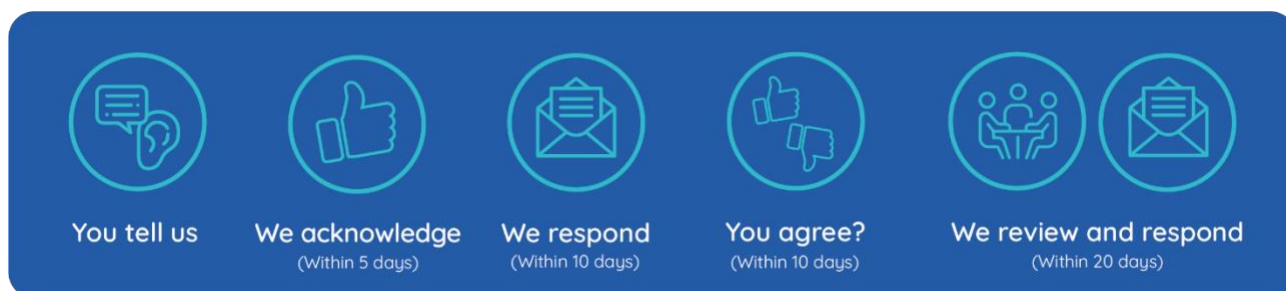 You tell us
We acknowledge
(Within 5 days)
We respond
(Within 10 days)
You agree?
(Within 10 days)
We review and respond
(Within 20 days)